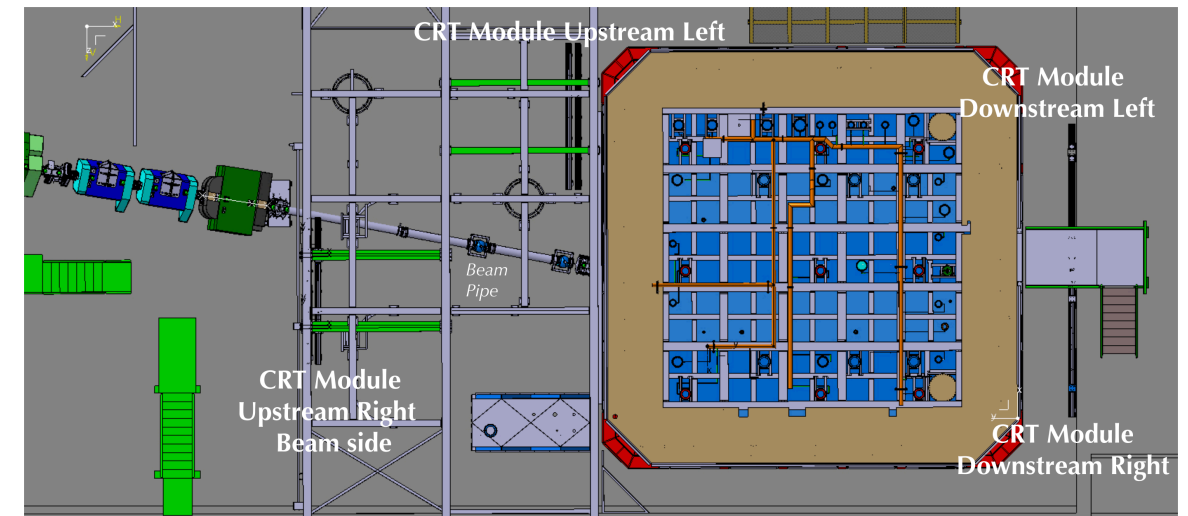 CRT Module Upstream Left
CRT Module
Downstream Left
Beam
Pipe
CRT Module
Upstream Right
Beam side
CRT Module
Downstream Right